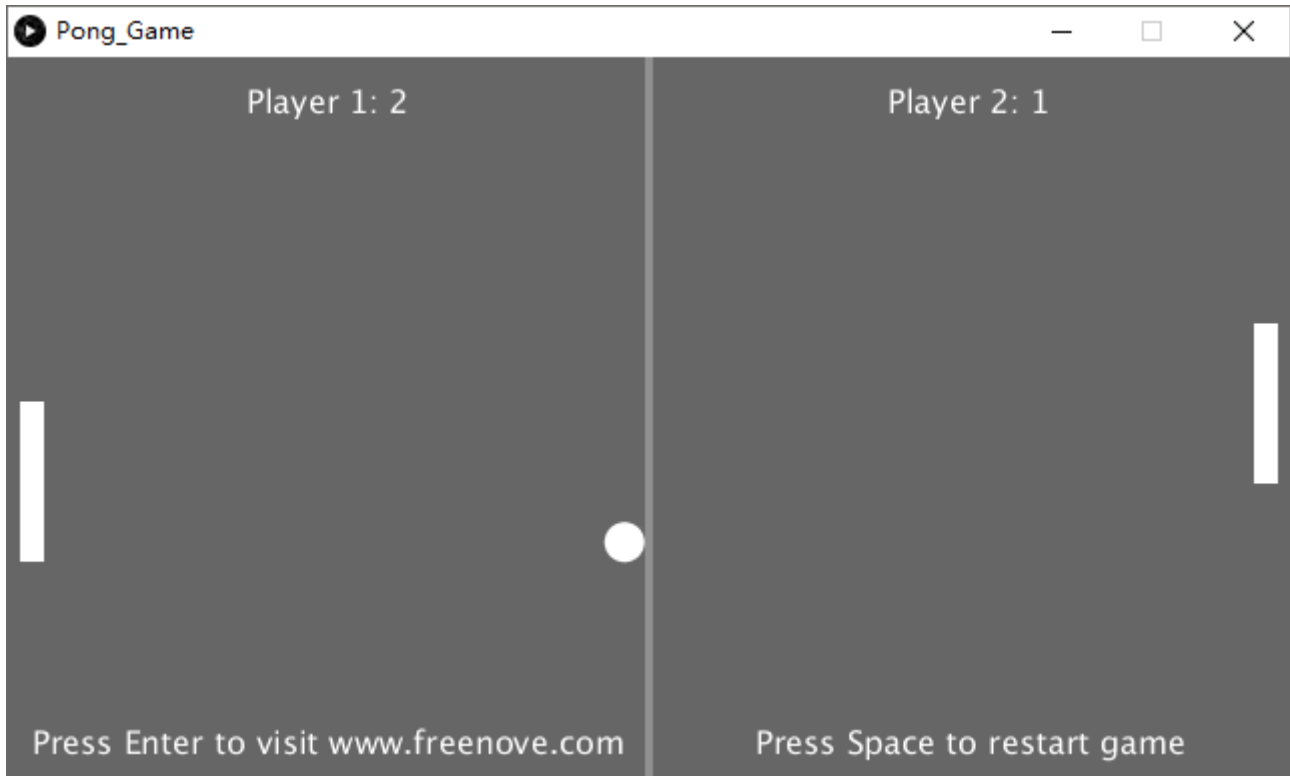 Pong_Game
Player 1: 2
Player 2: 1
Press Enter to visit www.freenove.com
Press Space to restart game